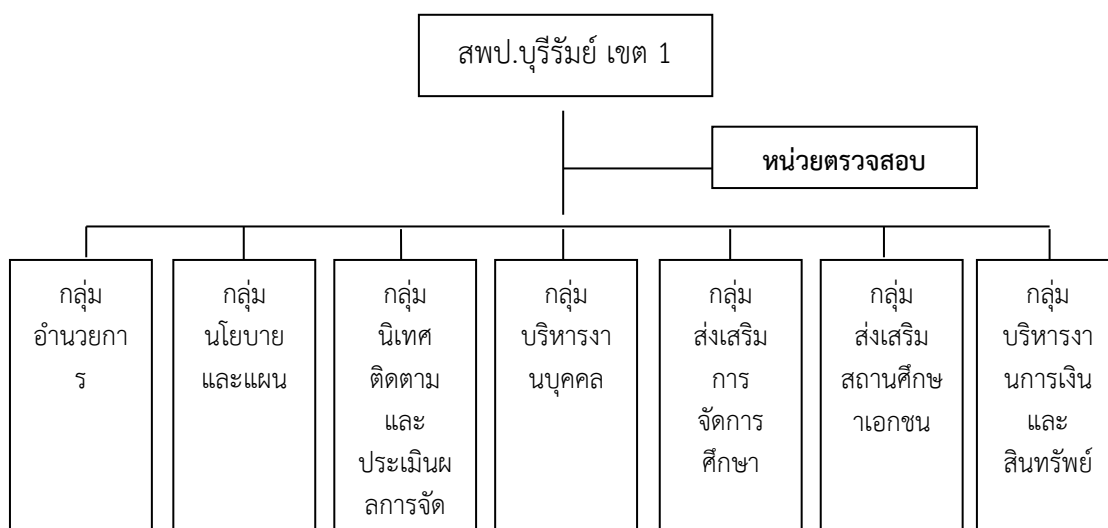 สพป.บุรีรัมย์ เขต 1
หน่วยตรวจสอบ
กลุ่ม
อำนวยกา
ร
กลุ่ม
นโยบาย
และแผน
กลุ่ม
นิเทศ
ติดตาม
และ
ประเมินผ
ลการจัด
กลุ่ม
บริหารงา
นบุคคล
กลุ่ม
ส่งเสริม
การ
จัดการ
ศึกษา
กลุ่ม
ส่งเสริม
สถานศึกษ
าเอกชน
กลุ่ม
บริหารงา
นการเงิน
และ
สินทรัพย์